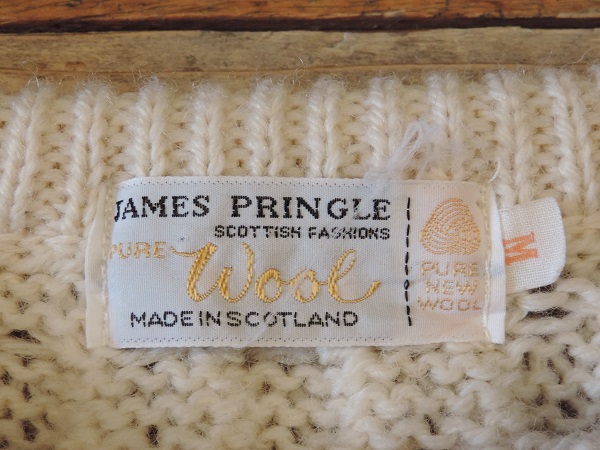 JAMES PRINGLE
SCOTTISH FASHIONS
PURE Wool
MADE IN SCOTLAND
PURE
NEW
WOOL
M